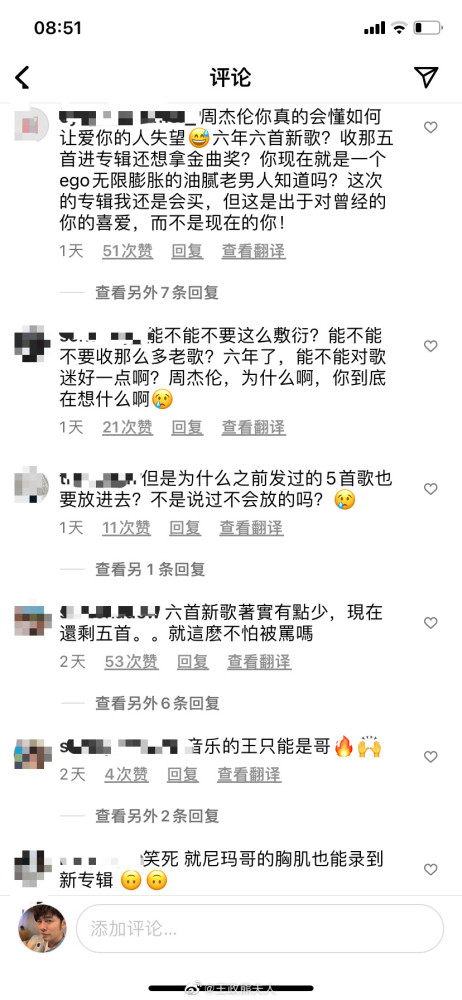 08:51
评论
_ 周杰伦你真的会懂如何
让爱你的人失望😅六年六首新歌？收那五
首进专辑还想拿金曲奖？你现在就是一个
ego无限膨胀的油腻老男人知道吗？这次
的专辑我还是会买，但这是出于对曾经的
你的喜爱，而不是现在的你！
1天 51次赞 回复 查看翻译
查看另外7条回复
能不能不要这么敷衍？能不能
不要收那么多老歌？六年了，能不能对歌
迷好一点啊？周杰伦，为什么啊，你到底
在想什么啊😢
1天 21次赞 回复 查看翻译
但是为什么之前发过的5首歌也
要放进去？不是说过不会放的吗？😢
1天 11次赞 回复 查看翻译
查看另1条回复
六首新歌著實有點少，現在
還剩五首。。就這麼不怕被罵嗎
2天 53次赞 回复 查看翻译
查看另外6条回复
音乐的王只能是哥🔥🙌
2天 4次赞 回复 查看翻译
查看另外2条回复
笑死 就尼玛哥的胸肌也能录到
新专辑 🙃🙃
添加评论...